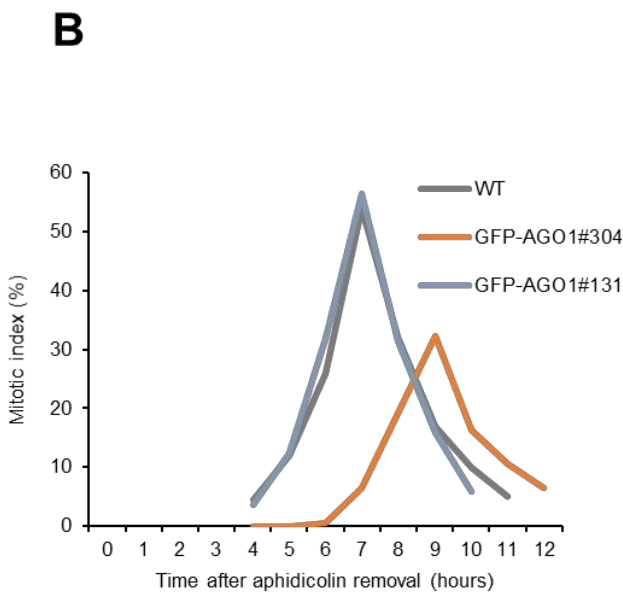 B
60
50
40
30
20
10
0
Mitotic index (%)
WT
GFP-AGO1#304
GFP-AGO1#131
0 1 2 3 4 5 6 7 8 9 10 11 12
Time after aphidicolin removal (hours)